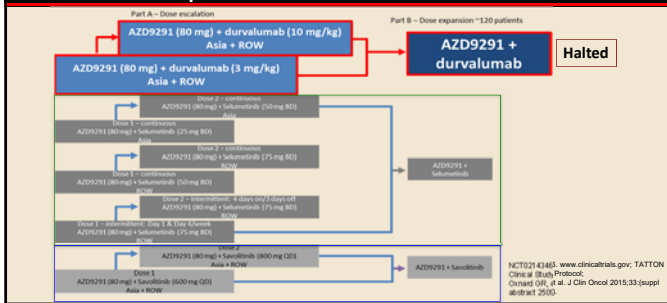 Part A – Dose escalation
Part B – Dose expansion ~120 patients
AZD9291 (80 mg) + durvalumab (10 mg/kg)
Asia + ROW
AZD9291 (80 mg) + durvalumab (3 mg/kg)
Asia + ROW
AZD9291 +
durvalumab
Halted
Dose 2 – continuous
AZD9291 (80 mg) + Selumetinib (50 mg BD)
Asia
Dose 1 – continuous
AZD9291 (80 mg) + Selumetinib (25 mg BD)
Asia
Dose 2 – continuous
AZD9291 (80 mg) + Selumetinib (75 mg BD)
ROW
Dose 1 – continuous
AZD9291 (80 mg) + Selumetinib (50 mg BD)
ROW
Dose 2 – intermittent: 4 days on/3 days off
AZD9291 (80 mg) + Selumetinib (75 mg BD)
ROW
Dose 1 – intermittent: Day 1 & Day 4/week
AZD9291 (80 mg) + Selumetinib (75 mg BD)
ROW
AZD9291 +
Selumetinib
Dose 2
AZD9291 (80 mg) + Savolitinib (800 mg QD)
Asia + ROW
Dose 1
AZD9291 (80 mg) + Savolitinib (600 mg QD)
Asia + ROW
AZD9291 + Savolitinib
www.clinicaltrials.gov; TATTON
Clinical Study Protocol;
Oxnard GR, et al. J Clin Oncol 2015;33:(suppl
abstract 2509.